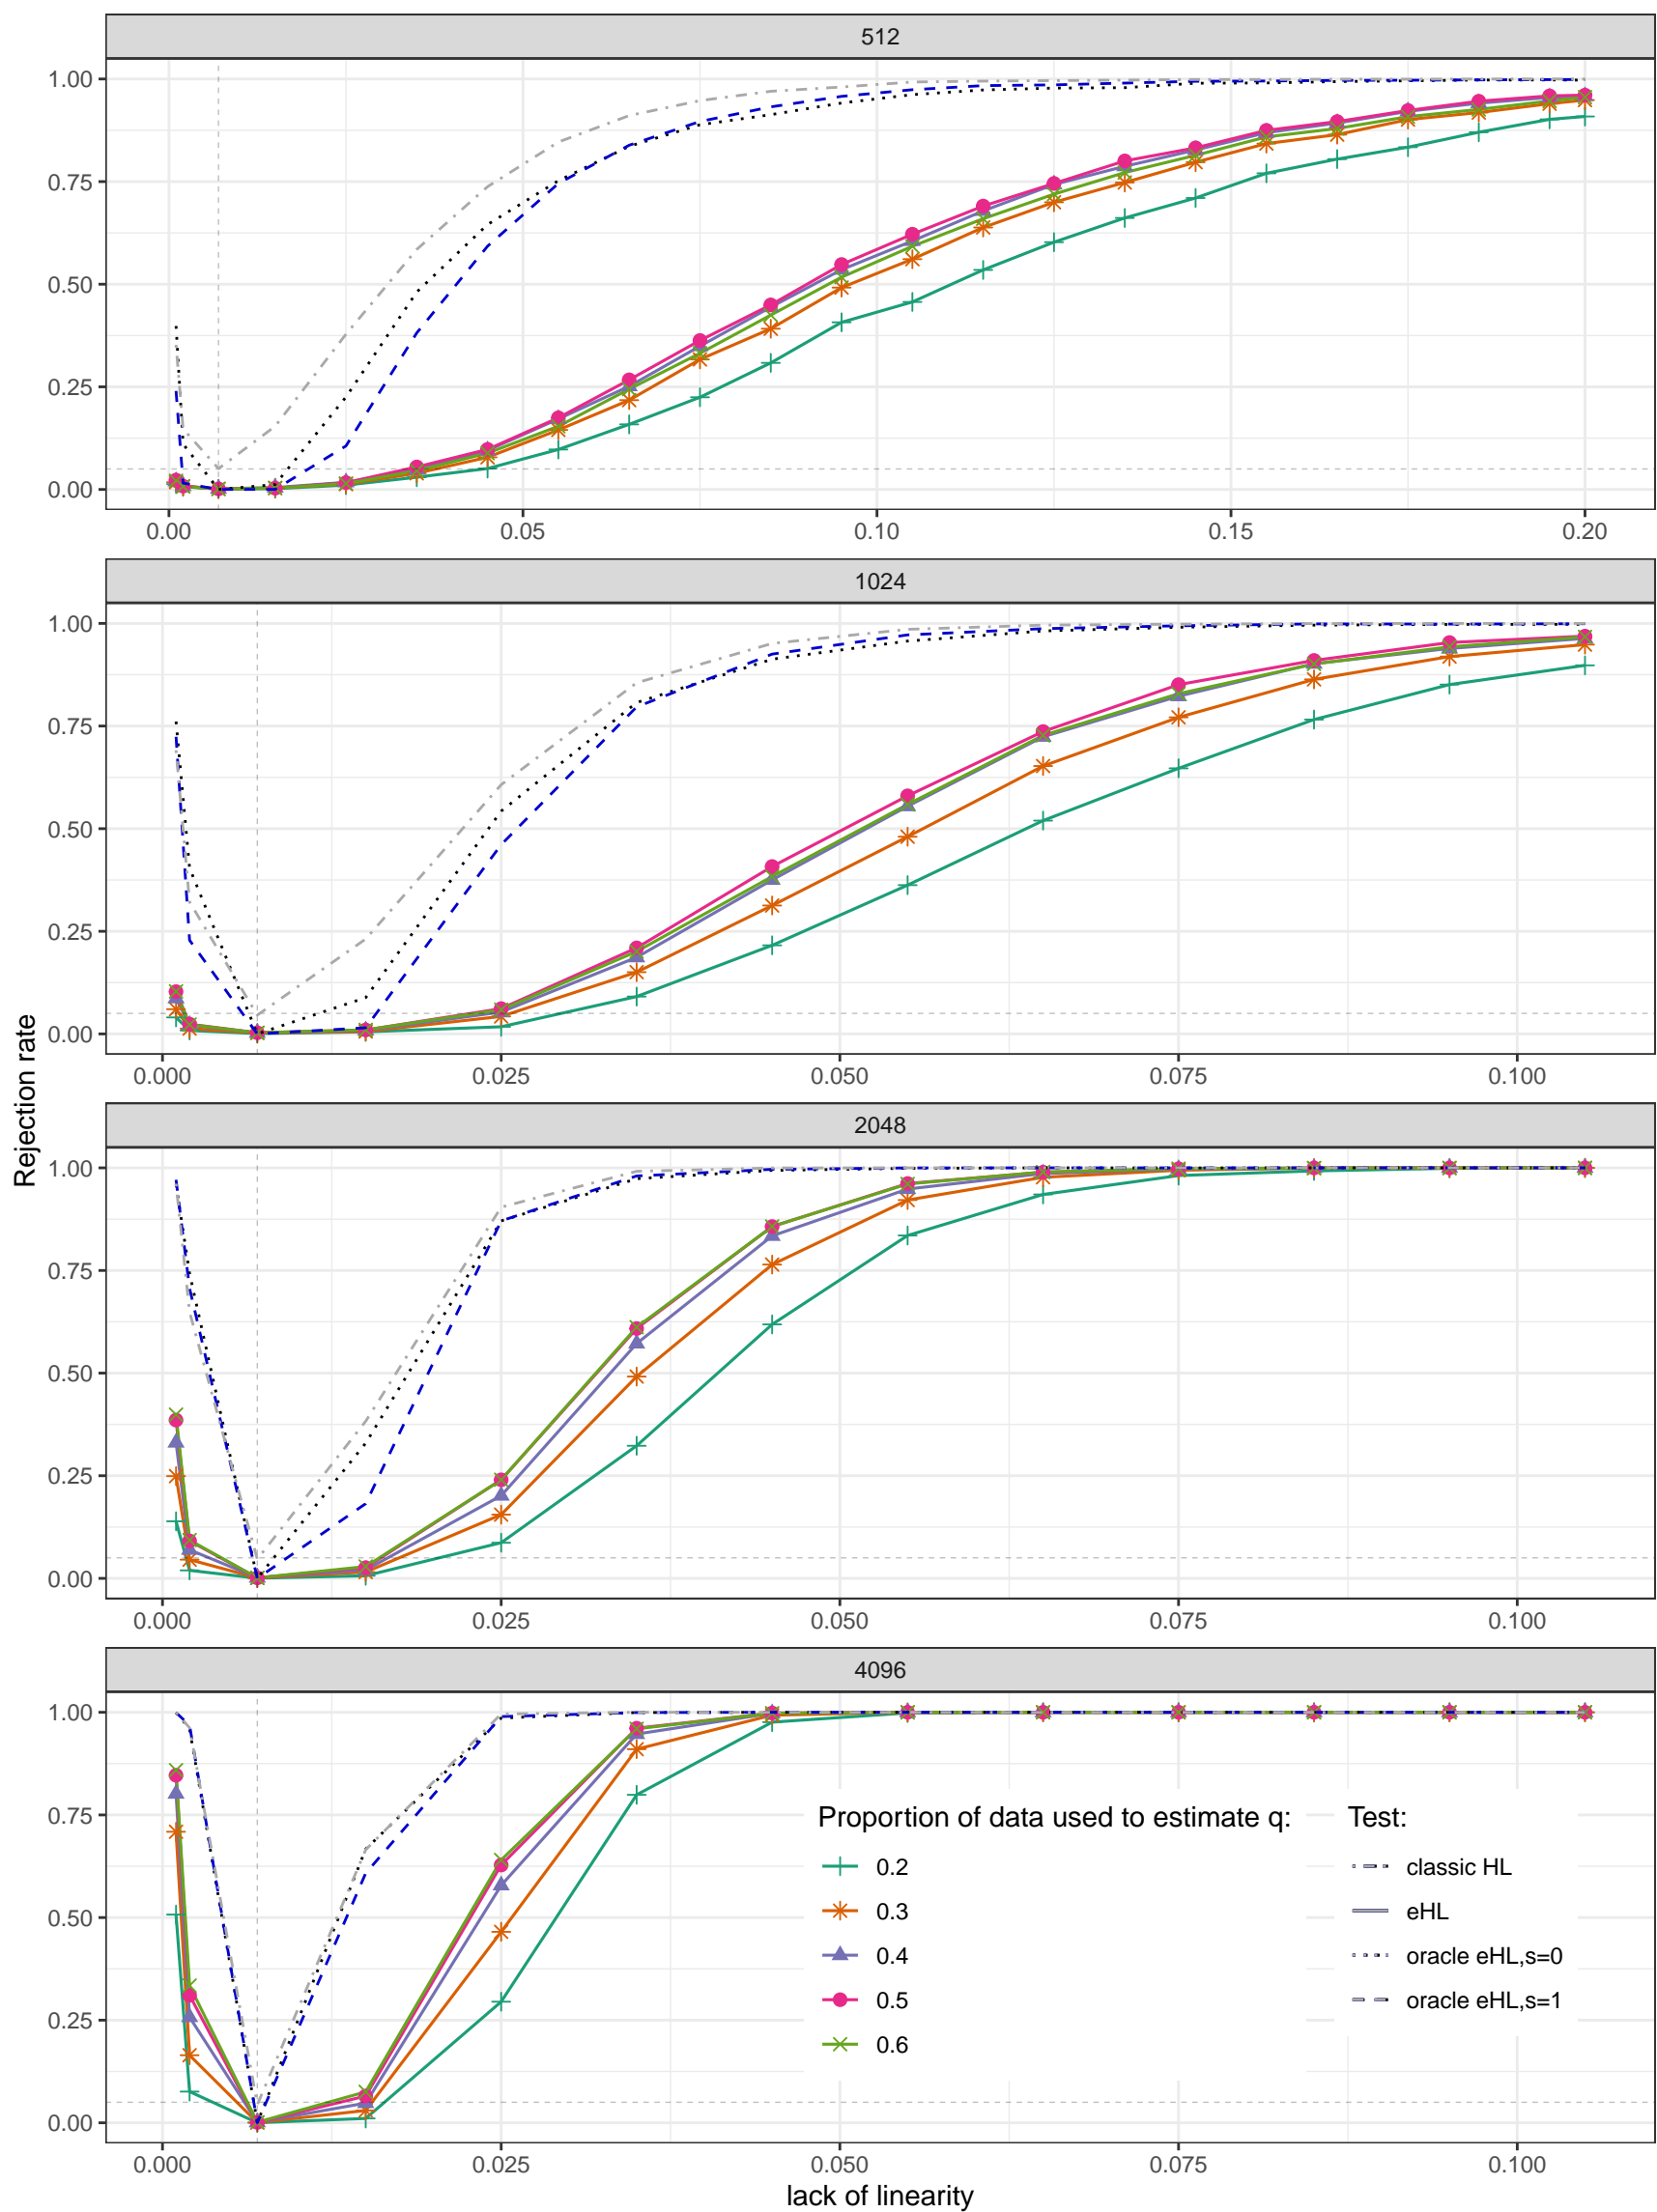 512
1.00
0.75
0.50
0.25
0.00
0.00 0.05 0.10 0.15 0.20
1024
1.00
0.75
0.50
0.25
0.00
0.000 0.025 0.050 0.075 0.100
Rejection rate
2048
1.00
0.75
0.50
0.25
0.00
0.000 0.025 0.050 0.075 0.100
4096
1.00
0.75
0.50
0.25
0.00
Proportion of data used to estimate q:
0.2
0.3
0.4
0.5
0.6
Test:
classic HL
eHL
oracle eHL,s=0
oracle eHL,s=1
0.000 0.025 0.050 0.075 0.100
lack of linearity